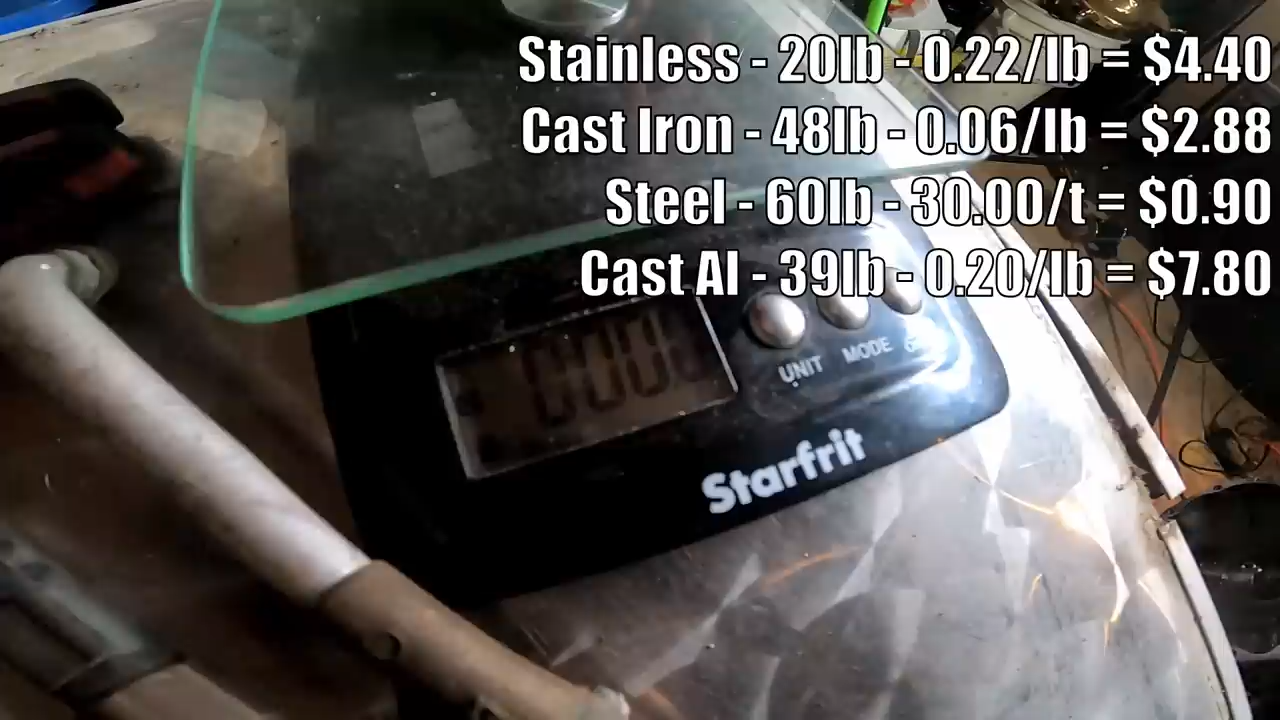 Stainless - 20lb - 0.22/lb = $4.40
Cast Iron - 48lb - 0.06/lb = $2.88
Steel - 60lb - 30.00/t = $0.90
Cast Al - 39lb - 0.20/lb = $7.80
UNIT MODE
Starfrit